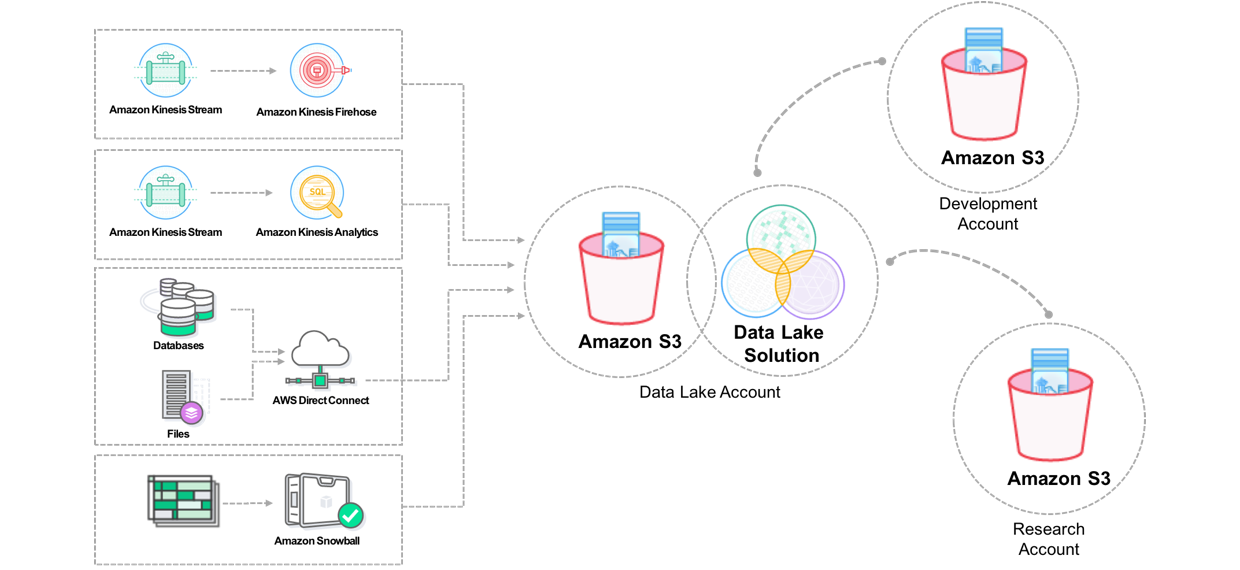 Amazon Kinesis Stream
Amazon Kinesis Firehose
Amazon Kinesis Stream
SQL
Amazon Kinesis Analytics
Databases
AWS Direct Connect
Files
Amazon Snowball
Amazon S3
Data Lake
Solution
Data Lake Account
Amazon S3
Development
Account
Amazon S3
Research
Account